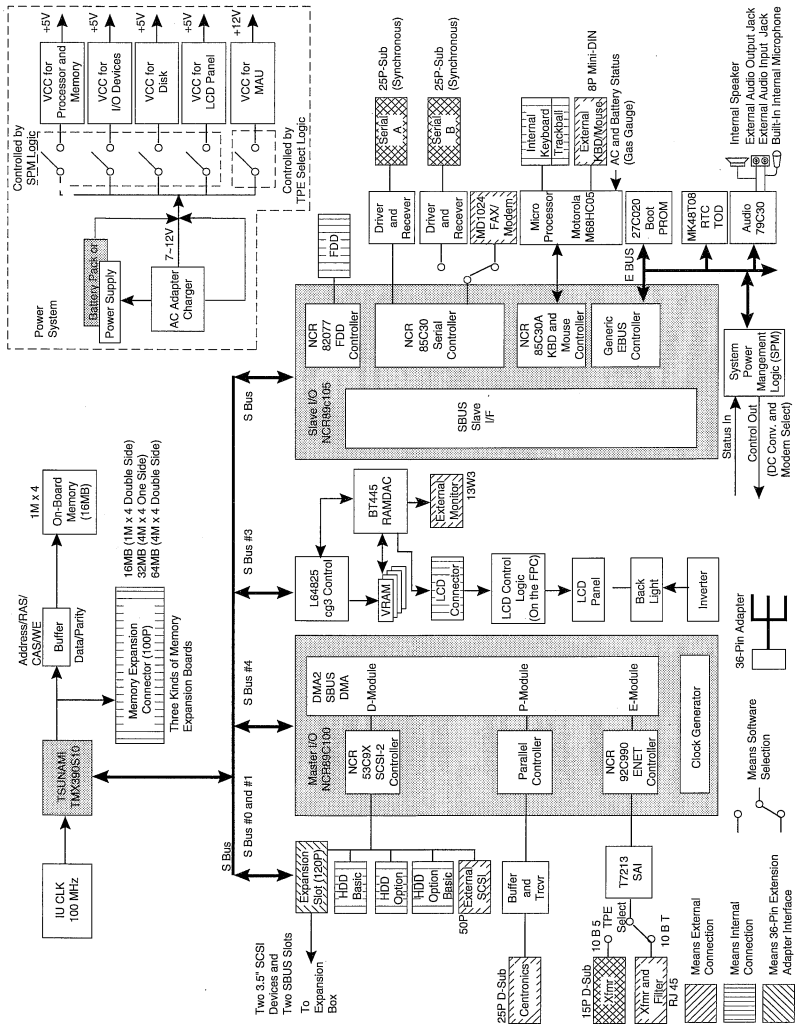 IU CLK
100 MHz
TSUNAMI
TMX390S10
Address/RAS/
CAS/WE
Buffer
Data/Parity
1M x 4
On-Board
Memory
(16MB)
Memory Expansion
Connector (100P)
Three Kinds of Memory
Expansion Boards
16MB (1M x 4 Double Side)
32MB (4M x 4 One Side)
64MB (4M x 4 Double Side)
Power
System
Battery Pack or
Power Supply
AC Adapter
Charger
7~12V
Controlled by
SPM Logic
Controlled by
TPE Select Logic
VCC for
Processor and
Memory
+5V
VCC for
I/O Devices
+5V
VCC for
Disk
+5V
VCC for
LCD Panel
+5V
VCC for
MAU
+12V
S Bus
S Bus #0 and #1
S Bus #4
S Bus #3
S Bus
Two 3.5" SCSI
Devices and
Two SBUS Slots
To
Expansion
Box
Expansion
Slot (120P)
HDD
Basic
HDD
Option
HDD
Option
Basic
50P
External
SCSI
Master I/O
NCR89C100
NCR
53C9X
SCSI-2
Controller
DMA2
SBUS
DMA
D-Module
P-Module
E-Module
Parallel
Controller
NCR
92C990
ENET
Controller
Clock Generator
25P D-Sub
Centronics
Buffer
and
Trcvr
15P D-Sub
Xfmr
10 B 5
TPE
Select
10 B T
Xfmr and
Filter
RJ 45
T7213
SAI
L64825
cg3 Control
BT445
RAMDAC
VRAM
External
Monitor
13W3
LCD
Connector
LCD Control
Logic
(On the FPC)
LCD
Panel
Back
Light
Inverter
Slave I/O
NCR89c105
SBUS
Slave
I/F
NCR
82077
FDD
Controller
FDD
NCR
85C30
Serial
Controller
NCR
85C30A
KBD and
Mouse
Controller
Generic
EBUS
Controller
Driver
and
Recever
Serial
A
25P-Sub
(Synchronous)
Driver
and
Recever
Serial
B
25P-Sub
(Synchronous)
MD1024
FAX/
Modem
Micro
Processor
Motorola
M68HC05
Internal
Keyboard
Trackball
External
KBD/Mouse
8P Mini-DIN
AC and Battery Status
(Gas Gauge)
E BUS
27C020
Boot
PROM
MK48T08
RTC
TOD
Audio
79C30
Internal Speaker
External Audio Output Jack
External Audio Input Jack
Built-In Internal Microphone
System
Power
Mangement
Logic (SPM)
Status In
Control Out
(DC Conv. and
Modem Select)
Means External
Connection
Means Internal
Connection
Means 36-Pin Extension
Adapter Interface
Means Software
Selection
36-Pin Adapter